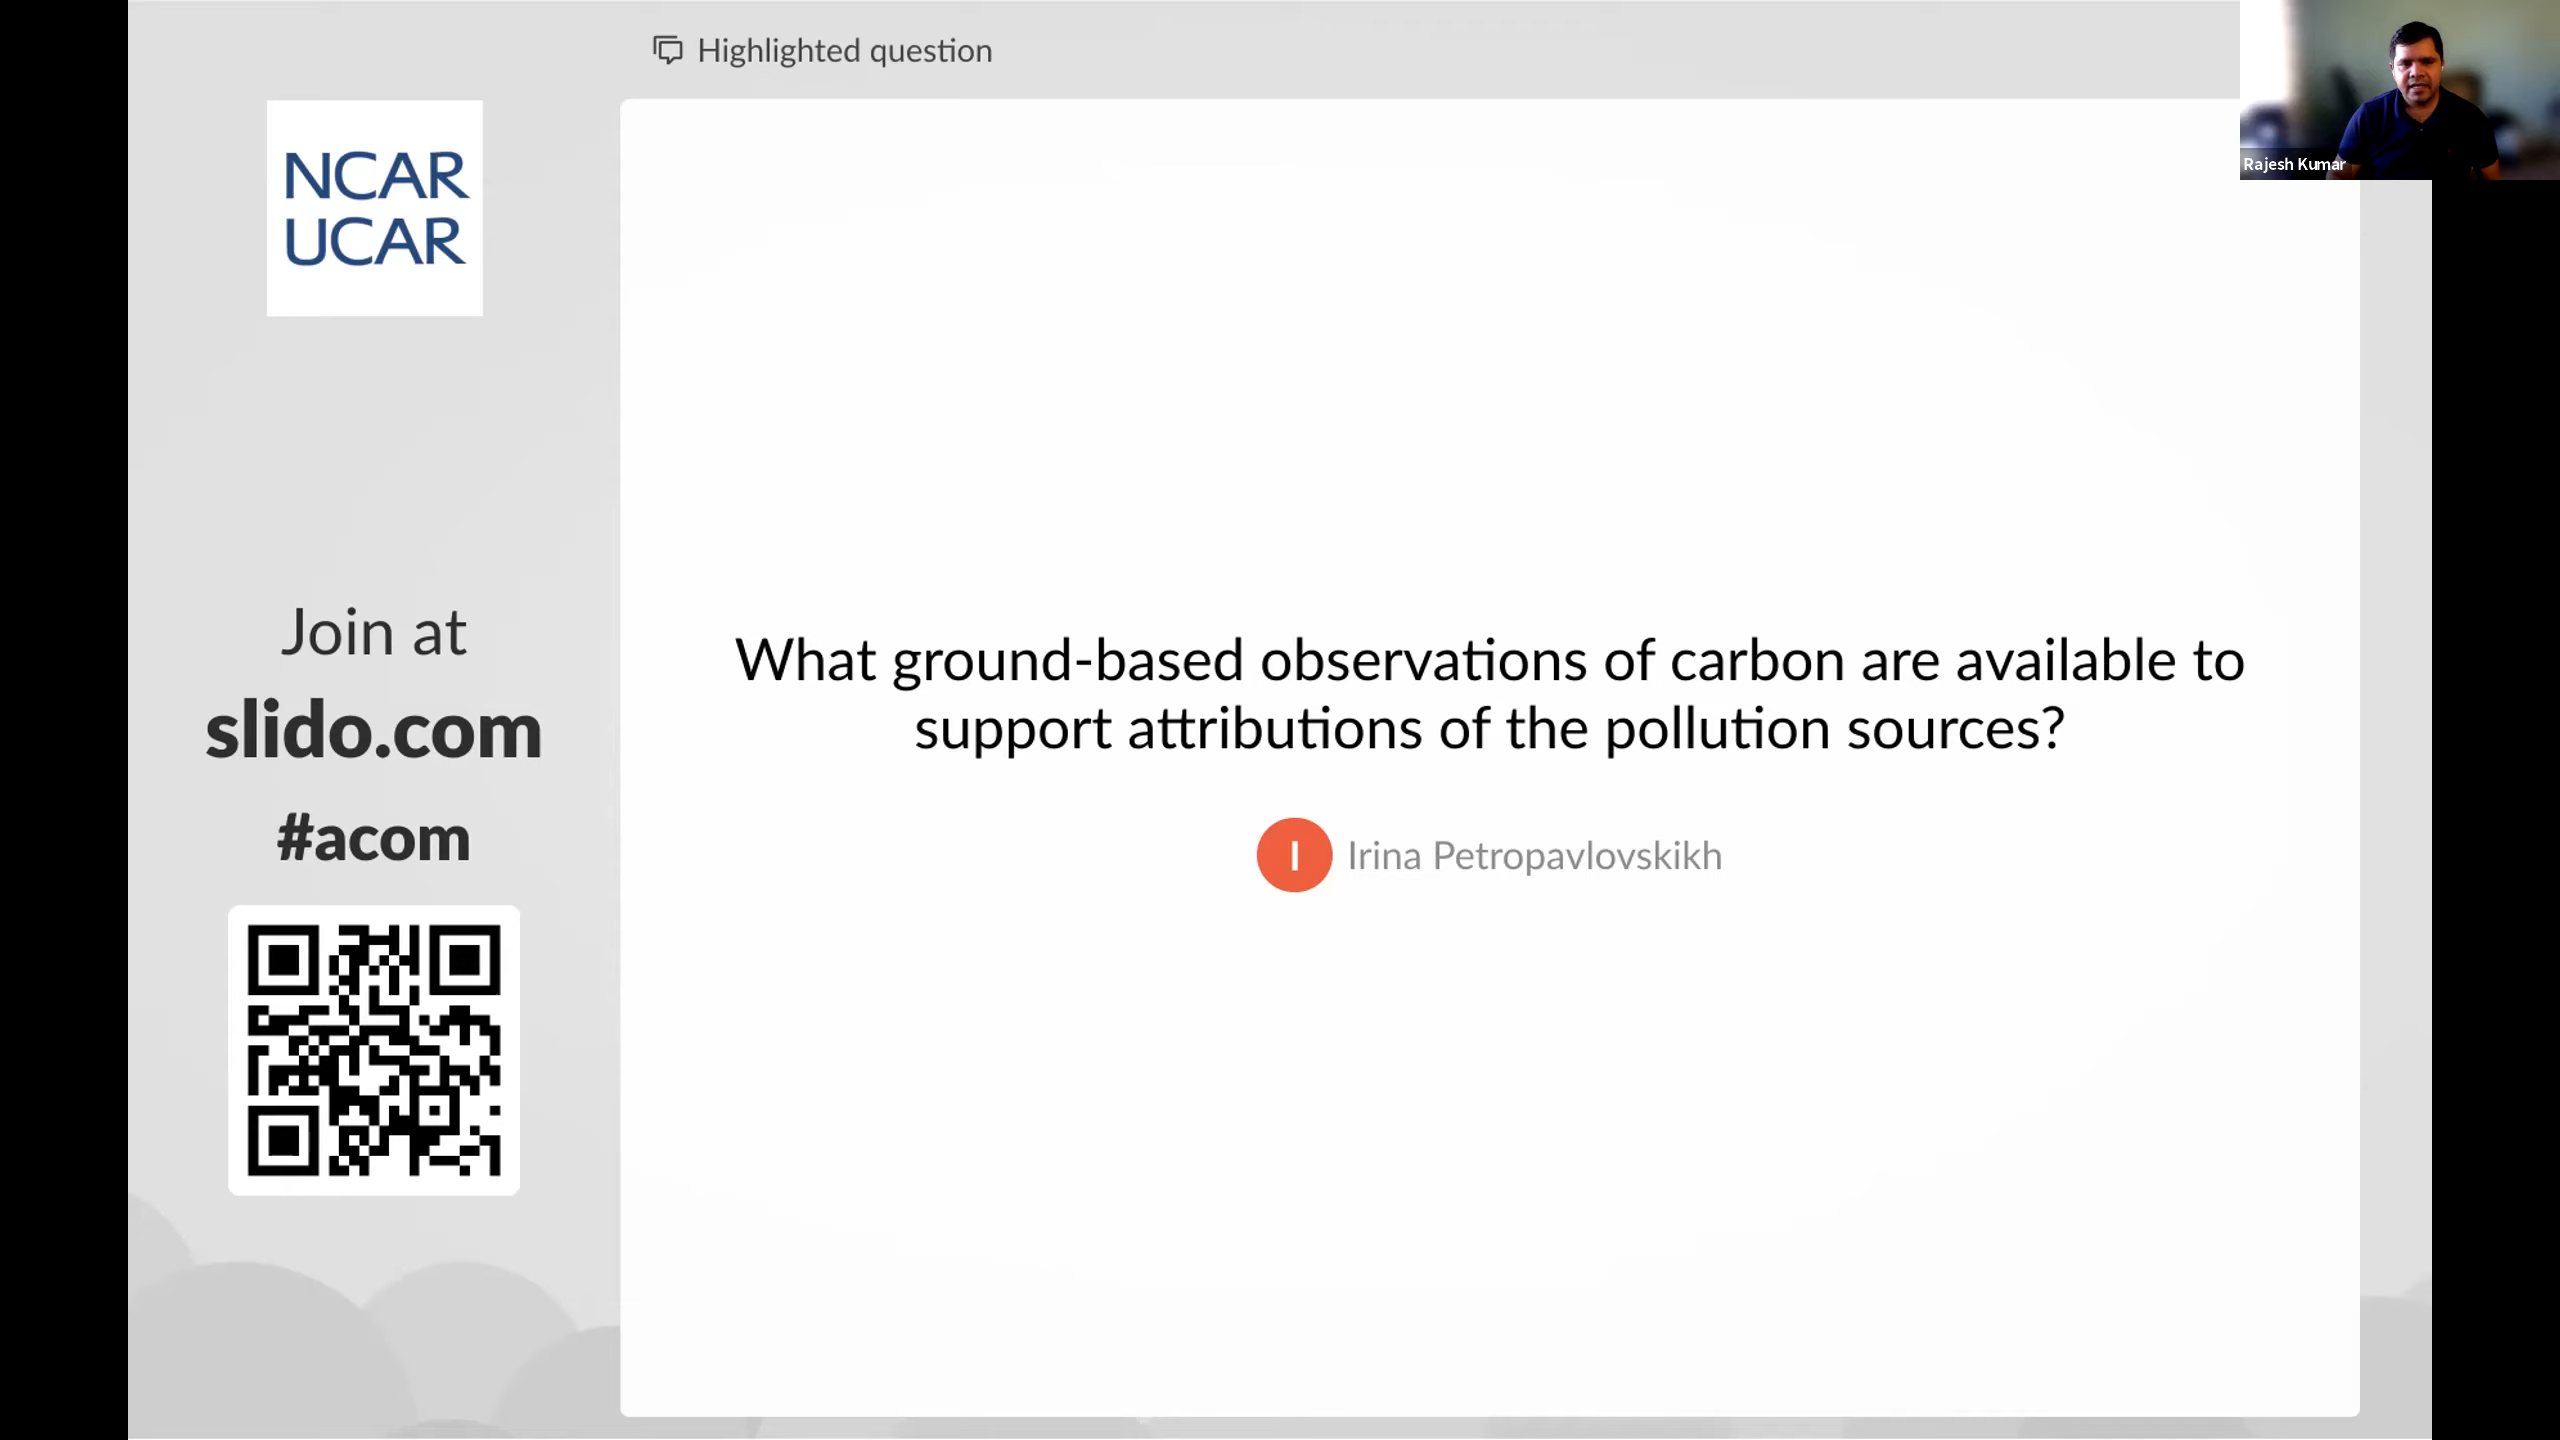 Highlighted question
NCAR
UCAR
Join at
slido.com
#acom
What ground-based observations of carbon are available to
support attributions of the pollution sources?
I
Irina Petropavlovskikh
Rajesh Kumar